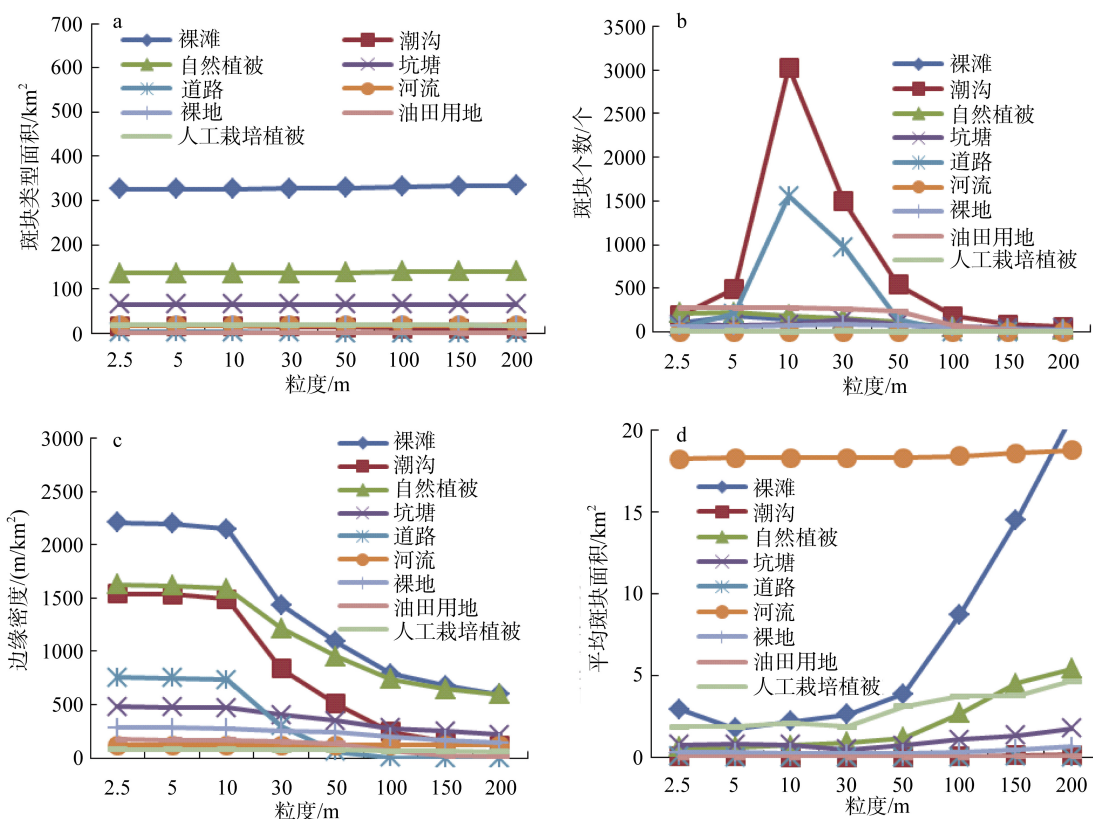 a
700
600
500
400
300
200
100
0
斑块类型面积/km²
裸滩
潮沟
自然植被
坑塘
道路
河流
裸地
油田用地
人工栽培植被
2.5 5 10 30 50 100 150 200
粒度/m
b
3500
3000
2500
2000
1500
1000
500
0
斑块个数/个
裸滩
潮沟
自然植被
坑塘
道路
河流
裸地
油田用地
人工栽培植被
2.5 5 10 30 50 100 150 200
粒度/m
c
3000
2500
2000
1500
1000
500
0
边缘密度/(m/km²)
裸滩
潮沟
自然植被
坑塘
道路
河流
裸地
油田用地
人工栽培植被
2.5 5 10 30 50 100 150 200
粒度/m
d
20
15
10
5
0
平均斑块面积/km²
裸滩
潮沟
自然植被
坑塘
道路
河流
裸地
油田用地
人工栽培植被
2.5 5 10 30 50 100 150 200
粒度/m